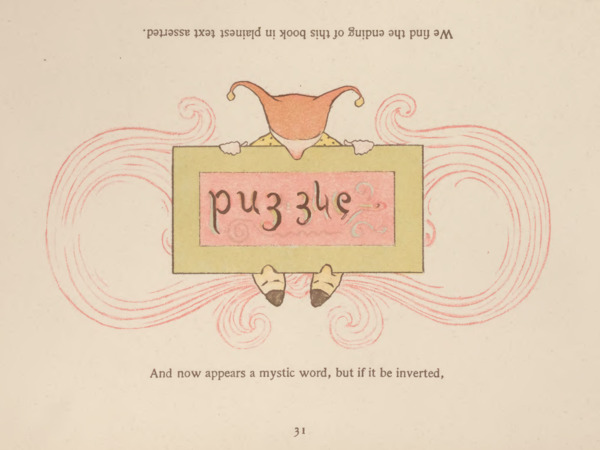 We find the ending of this book in plainest text asserted.
puzzle
And now appears a mystic word, but if it be inverted,
31